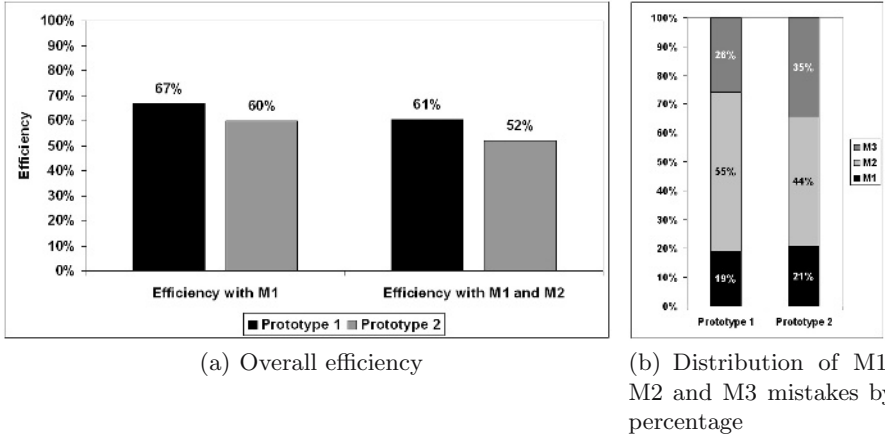 100%
90%
80%
70%
60%
50%
40%
30%
20%
10%
0%
Efficiency
67%
60%
61%
52%
Efficiency with M1
Efficiency with M1 and M2
Prototype 1 Prototype 2
(a) Overall efficiency
100%
90%
80%
70%
60%
50%
40%
30%
20%
10%
0%
26%
35%
55%
44%
19%
21%
M3
M2
M1
Prototype 1 Prototype 2
(b) Distribution of M1
M2 and M3 mistakes by
percentage